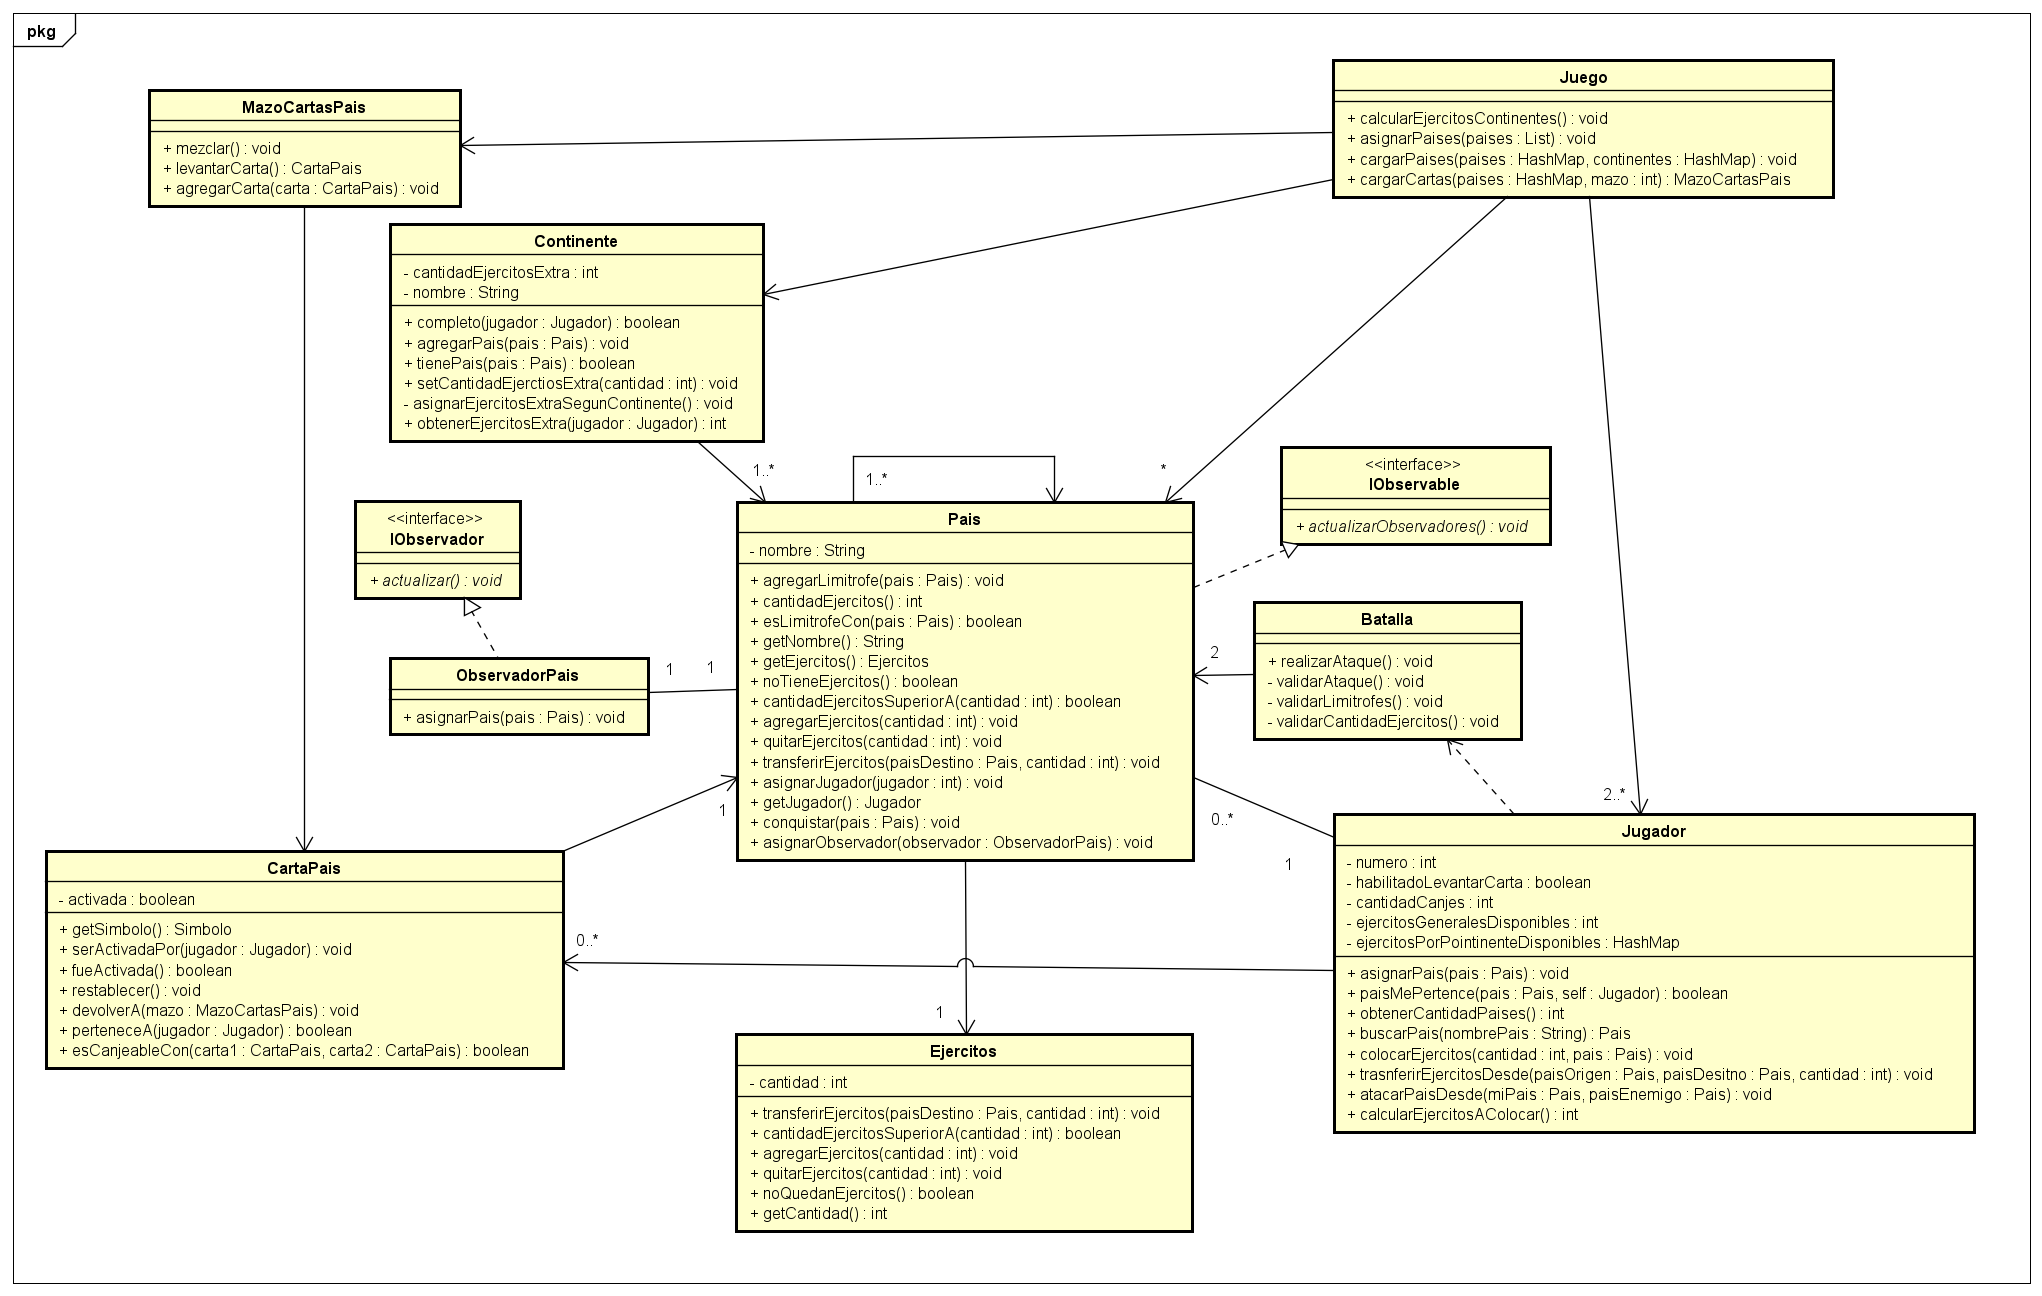 pkg
MazoCartasPais
+ mezclar() : void
+ levantarCarta() : CartaPais
+ agregarCarta(carta : CartaPais) : void
Juego
+ calcularEjercitosContinentes() : void
+ asignarPaises(paises : List) : void
+ cargarPaises(paises : HashMap, continentes : HashMap) : void
+ cargarCartas(paises : HashMap, mazo : int) : MazoCartasPais
Continente
- cantidadEjercitosExtra : int
- nombre : String
+ completo(jugador : Jugador) : boolean
+ agregarPais(pais : Pais) : void
+ tienePais(pais : Pais) : boolean
+ setCantidadEjerctiosExtra(cantidad : int) : void
- asignarEjercitosExtraSegunContinente() : void
+ obtenerEjercitosExtra(jugador : Jugador) : int
1..*
1..*
*
<<interface>>
IObservable
+ actualizarObservadores() : void
<<interface>>
IObservador
+ actualizar() : void
ObservadorPais
+ asignarPais(pais : Pais) : void
1
1
Pais
- nombre : String
+ agregarLimitrofe(pais : Pais) : void
+ cantidadEjercitos() : int
+ esLimitrofeCon(pais : Pais) : boolean
+ getNombre() : String
+ getEjercitos() : Ejercitos
+ noTieneEjercitos() : boolean
+ cantidadEjercitosSuperiorA(cantidad : int) : boolean
+ agregarEjercitos(cantidad : int) : void
+ quitarEjercitos(cantidad : int) : void
+ transferirEjercitos(paisDestino : Pais, cantidad : int) : void
+ asignarJugador(jugador : int) : void
+ getJugador() : Jugador
+ conquistar(pais : Pais) : void
+ asignarObservador(observador : ObservadorPais) : void
2
Batalla
+ realizarAtaque() : void
- validarAtaque() : void
- validarLimitrofes() : void
- validarCantidadEjercitos() : void
2..*
0..*
1
1
CartaPais
- activada : boolean
+ getSimbolo() : Simbolo
+ serActivadaPor(jugador : Jugador) : void
+ fueActivada() : boolean
+ restablecer() : void
+ devolverA(mazo : MazoCartasPais) : void
+ perteneceA(jugador : Jugador) : boolean
+ esCanjeableCon(carta1 : CartaPais, carta2 : CartaPais) : boolean
0..*
1
Jugador
- numero : int
- habilitadoLevantarCarta : boolean
- cantidadCanjes : int
- ejercitosGeneralesDisponibles : int
- ejercitosPorPointinenteDisponibles : HashMap
+ asignarPais(pais : Pais) : void
+ paisMePertence(pais : Pais, self : Jugador) : boolean
+ obtenerCantidadPaises() : int
+ buscarPais(nombrePais : String) : Pais
+ colocarEjercitos(cantidad : int, pais : Pais) : void
+ trasnferirEjercitosDesde(paisOrigen : Pais, paisDesitno : Pais, cantidad : int) : void
+ atacarPaisDesde(miPais : Pais, paisEnemigo : Pais) : void
+ calcularEjercitosAColocar() : int
Ejercitos
- cantidad : int
+ transferirEjercitos(paisDestino : Pais, cantidad : int) : void
+ cantidadEjercitosSuperiorA(cantidad : int) : boolean
+ agregarEjercitos(cantidad : int) : void
+ quitarEjercitos(cantidad : int) : void
+ noQuedanEjercitos() : boolean
+ getCantidad() : int